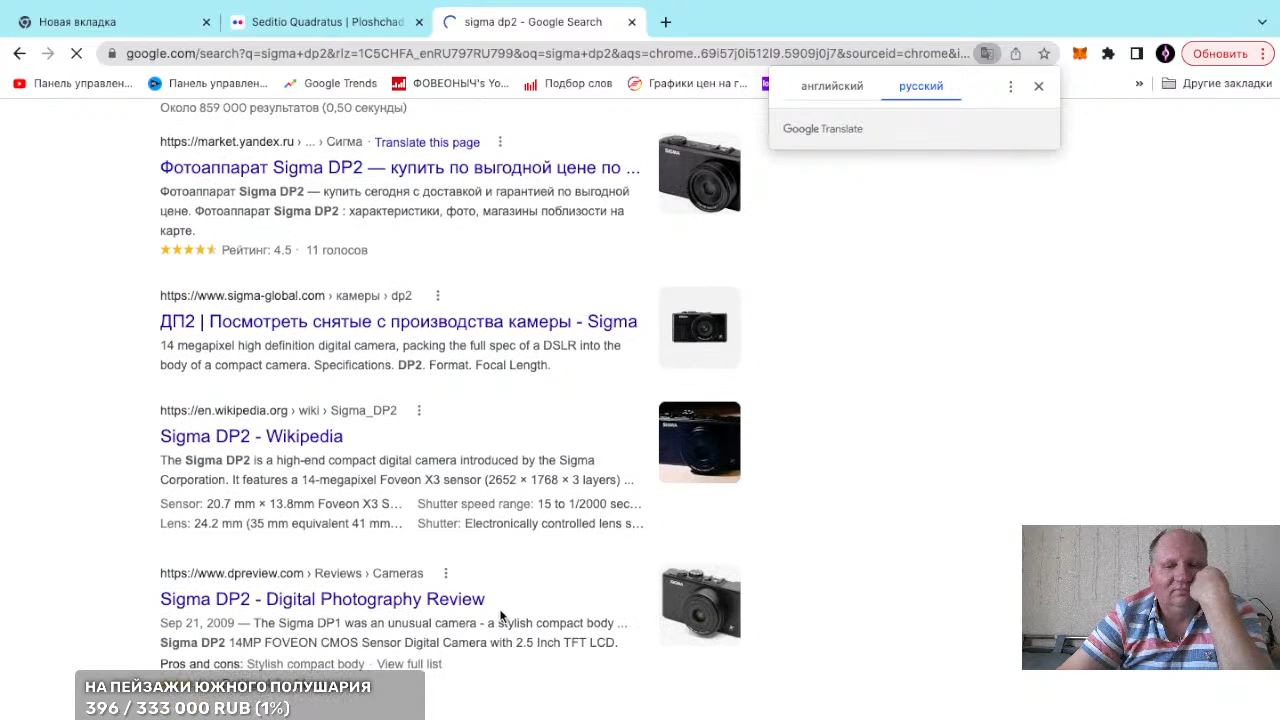 Новая вкладка
Seditio Quadratus | Ploshchad
sigma dp2 - Google Search
google.com/search?q=sigma+dp2&rlz=1C5CHFA_enRU797RU799&oq=sigma+dp2&aqs=chrome..69i57j0i512l9.5909j0j7&sourceid=chrome&i...
Обновить
Панель управлен...
Панель управлен...
Google Trends
ФОВЕОНЫЧ's Yo...
Подбор слов
Графики цен на г...
»
Другие закладки
английский
русский
Google Translate
Около 859 000 результатов (0,50 секунды)
https://market.yandex.ru › ... › Сигма · Translate this page
Фотоаппарат Sigma DP2 — купить по выгодной цене по ...
Фотоаппарат Sigma DP2 — купить сегодня с доставкой и гарантией по выгодной
цене. Фотоаппарат Sigma DP2 : характеристики, фото, магазины поблизости на
карте.
Рейтинг: 4.5 · 11 голосов
https://www.sigma-global.com › камеры › dp2
ДП2 | Посмотреть снятые с производства камеры - Sigma
14 megapixel high definition digital camera, packing the full spec of a DSLR into the
body of a compact camera. Specifications. DP2. Format. Focal Length.
https://en.wikipedia.org › wiki › Sigma_DP2
Sigma DP2 - Wikipedia
The Sigma DP2 is a high-end compact digital camera introduced by the Sigma
Corporation. It features a 14-megapixel Foveon X3 sensor (2652 × 1768 × 3 layers) ...
Sensor: 20.7 mm × 13.8mm Foveon X3 S...
Shutter speed range: 15 to 1/2000 sec...
Lens: 24.2 mm (35 mm equivalent 41 mm...
Shutter: Electronically controlled lens s...
https://www.dpreview.com › Reviews › Cameras
Sigma DP2 - Digital Photography Review
Sep 21, 2009 — The Sigma DP1 was an unusual camera - a stylish compact body ...
Sigma DP2 14MP FOVEON CMOS Sensor Digital Camera with 2.5 Inch TFT LCD.
Pros and cons: Stylish compact body · View full list
НА ПЕЙЗАЖИ ЮЖНОГО ПОЛУШАРИЯ
396 / 333 000 RUB (1%)